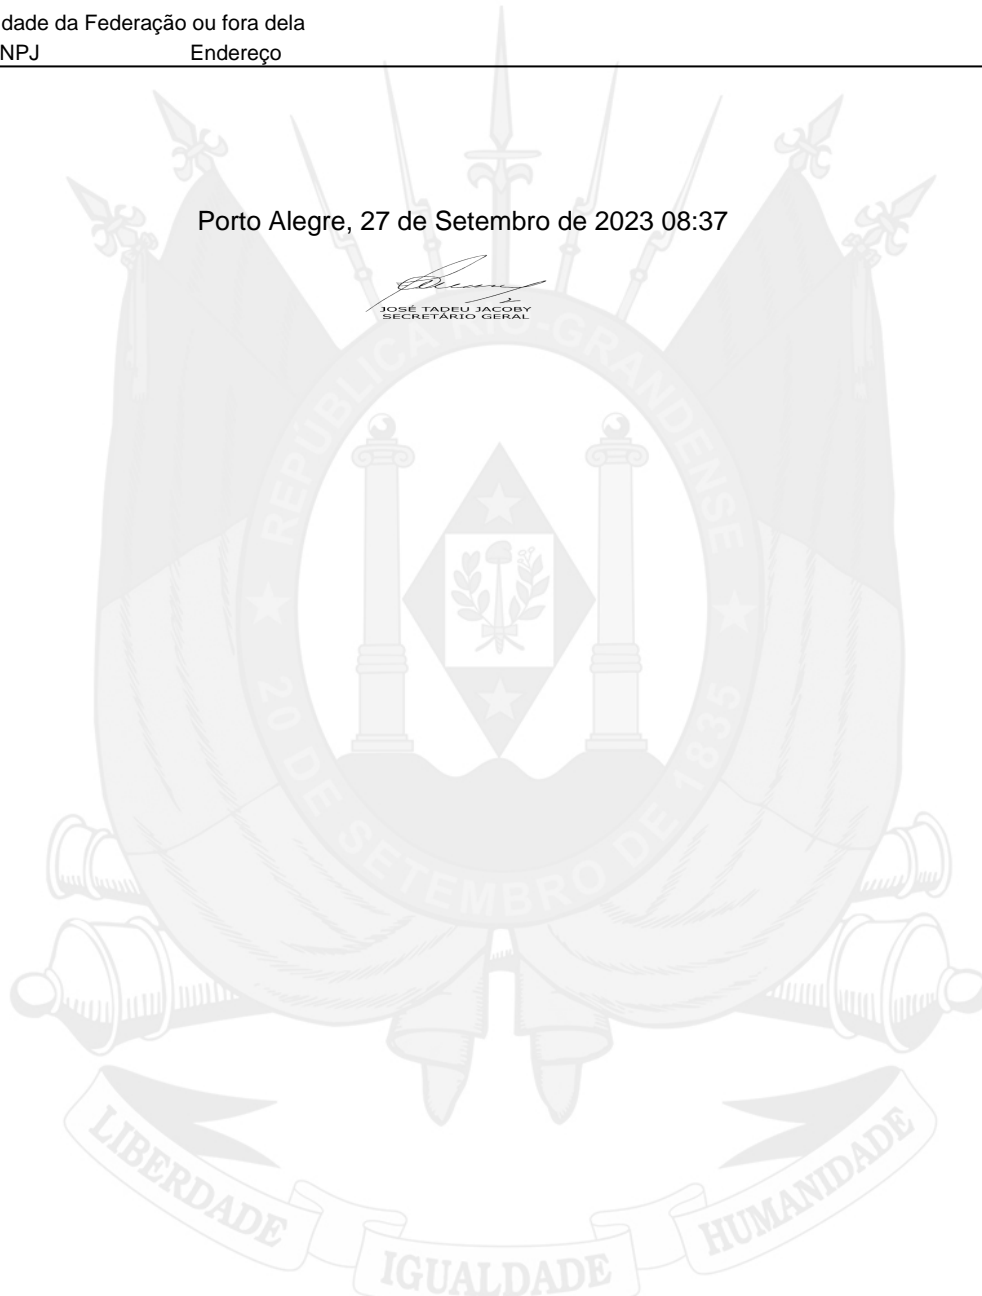 dade da Federação ou fora dela
NPJ Endereço
Porto Alegre, 27 de Setembro de 2023 08:37
JOSÉ TADEU JACOBY
SECRETÁRIO GERAL
REPÚBLICA RIO-GRANDENSE
20 DE SETEMBRO DE 1835
LIBERDADE
IGUALDADE
HUMANIDADE